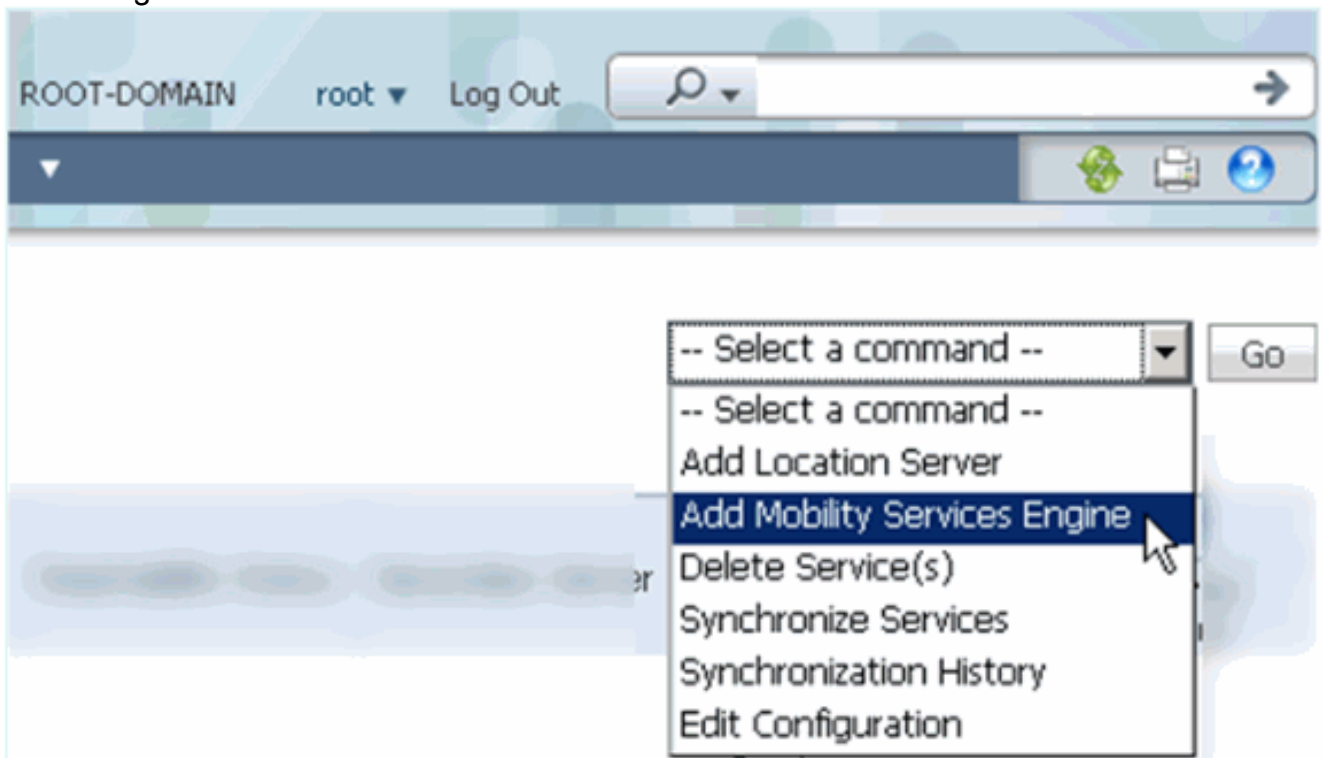 ROOT-DOMAIN root Log Out
-- Select a command -- Go
-- Select a command --
Add Location Server
Add Mobility Services Engine
Delete Service(s)
Synchronize Services
Synchronization History
Edit Configuration